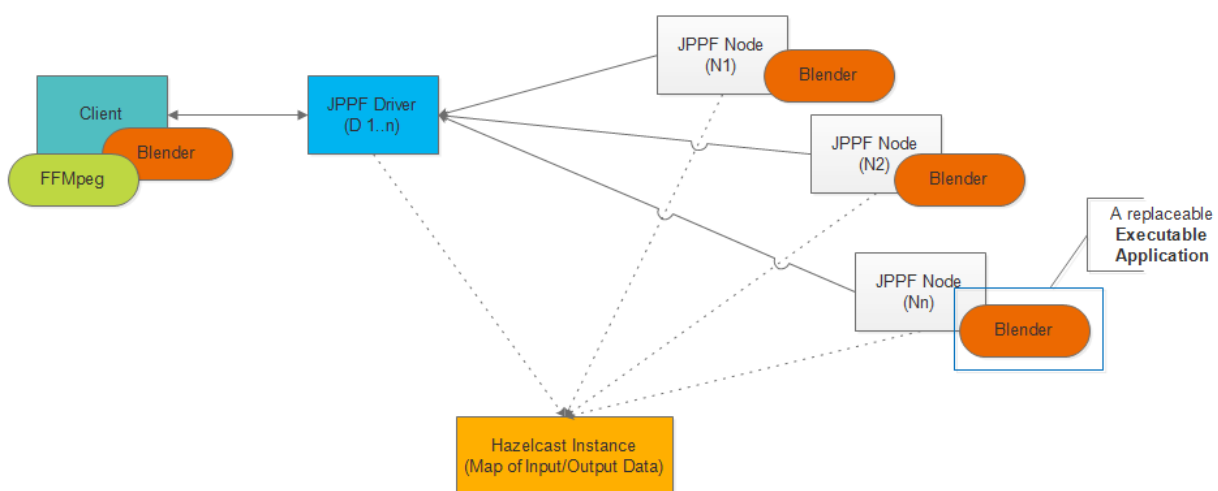 Client
Blender
FFMpeg
JPPF Driver
(D 1..n)
JPPF Node
(N1)
Blender
JPPF Node
(N2)
Blender
A replaceable
Executable
Application
JPPF Node
(Nn)
Blender
Hazelcast Instance
(Map of Input/Output Data)